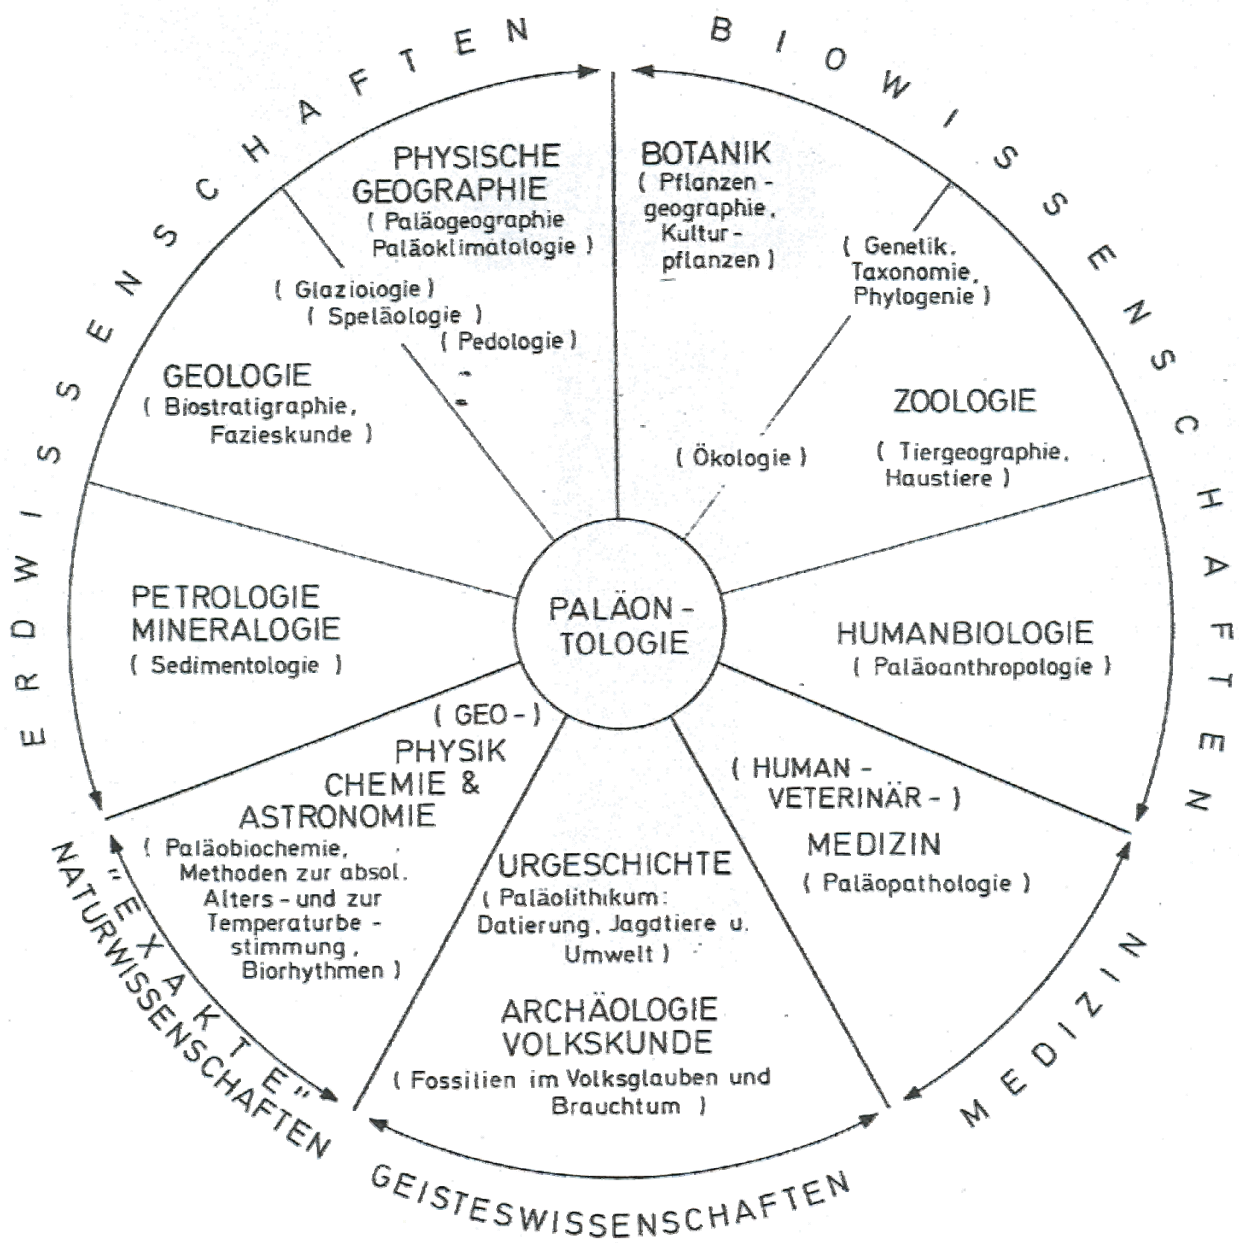 ERDWISSENSCHAFTEN
BIOWISSENSCHAFTEN
PHYSISCHE
GEOGRAPHIE
( Paläogeographie
Paläoklimatologie )
( Glaziologie )
( Speläologie )
( Pedologie )
GEOLOGIE
( Biostratigraphie,
Fazieskunde )
PETROLOGIE
MINERALOGIE
( Sedimentologie )
BOTANIK
( Pflanzen -
geographie,
Kultur -
pflanzen )
( Genetik,
Taxonomie,
Phylogenie )
ZOOLOGIE
( Ökologie )
( Tiergeographie,
Haustiere )
HUMANBIOLOGIE
( Paläoanthropologie )
PALÄON -
TOLOGIE
( GEO - )
PHYSIK
CHEMIE &
ASTRONOMIE
( Paläobiochemie,
Methoden zur absol.
Alters - und zur
Temperaturbe -
stimmung,
Biorhythmen )
"EXAKTE"
NATURWISSENSCHAFTEN
URGESCHICHTE
( Paläolithikum:
Datierung, Jagdtiere u.
Umwelt )
ARCHÄOLOGIE
VOLKSKUNDE
( Fossilien im Volksglauben und
Brauchtum )
GEISTESWISSENSCHAFTEN
( HUMAN -
VETERINÄR - )
MEDIZIN
( Paläopathologie )
MEDIZIN